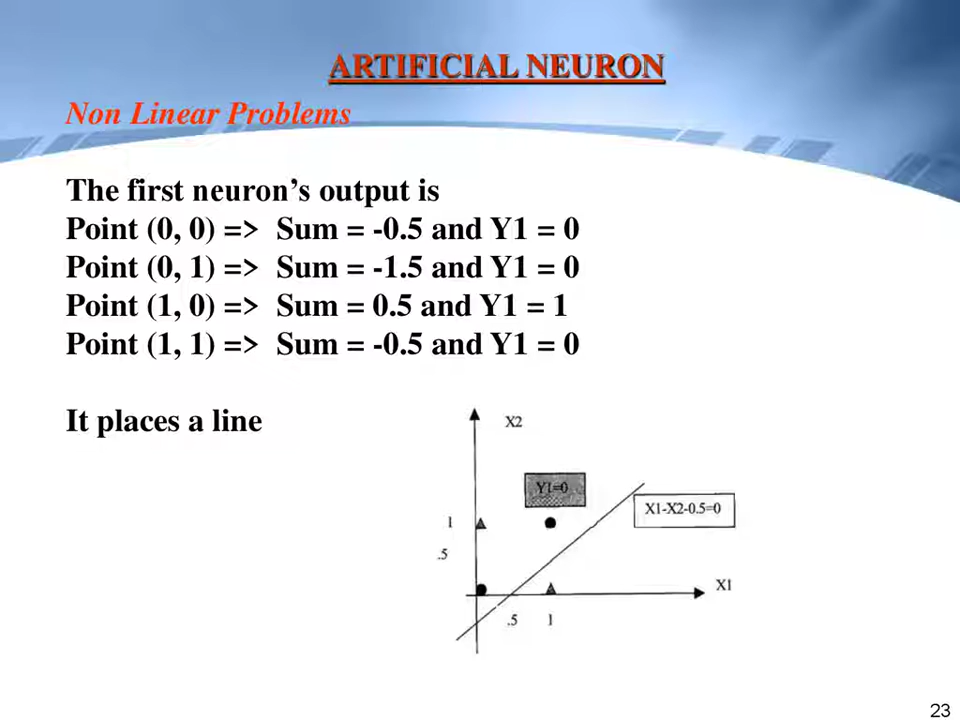 ARTIFICIAL NEURON
Non Linear Problems
The first neuron’s output is
Point (0, 0) => Sum = -0.5 and Y1 = 0
Point (0, 1) => Sum = -1.5 and Y1 = 0
Point (1, 0) => Sum = 0.5 and Y1 = 1
Point (1, 1) => Sum = -0.5 and Y1 = 0
It places a line
X2
Y1=0
X1-X2-0.5=0
1
.5
X1
.5 1
23